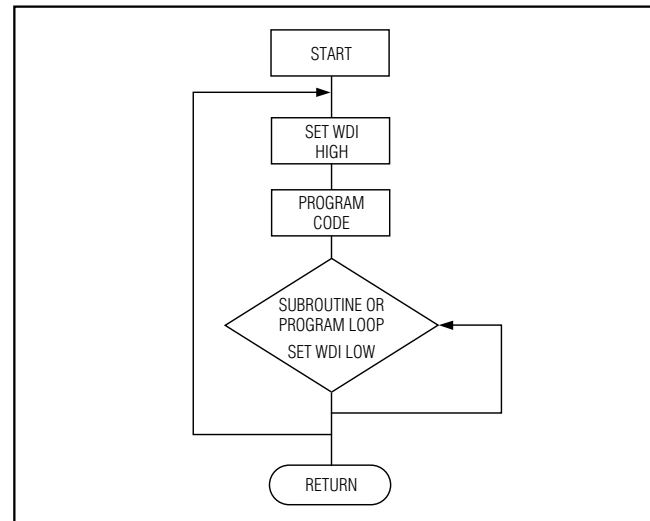 START
SET WDI
HIGH
PROGRAM
CODE
SUBROUTINE OR
PROGRAM LOOP
SET WDI LOW
RETURN